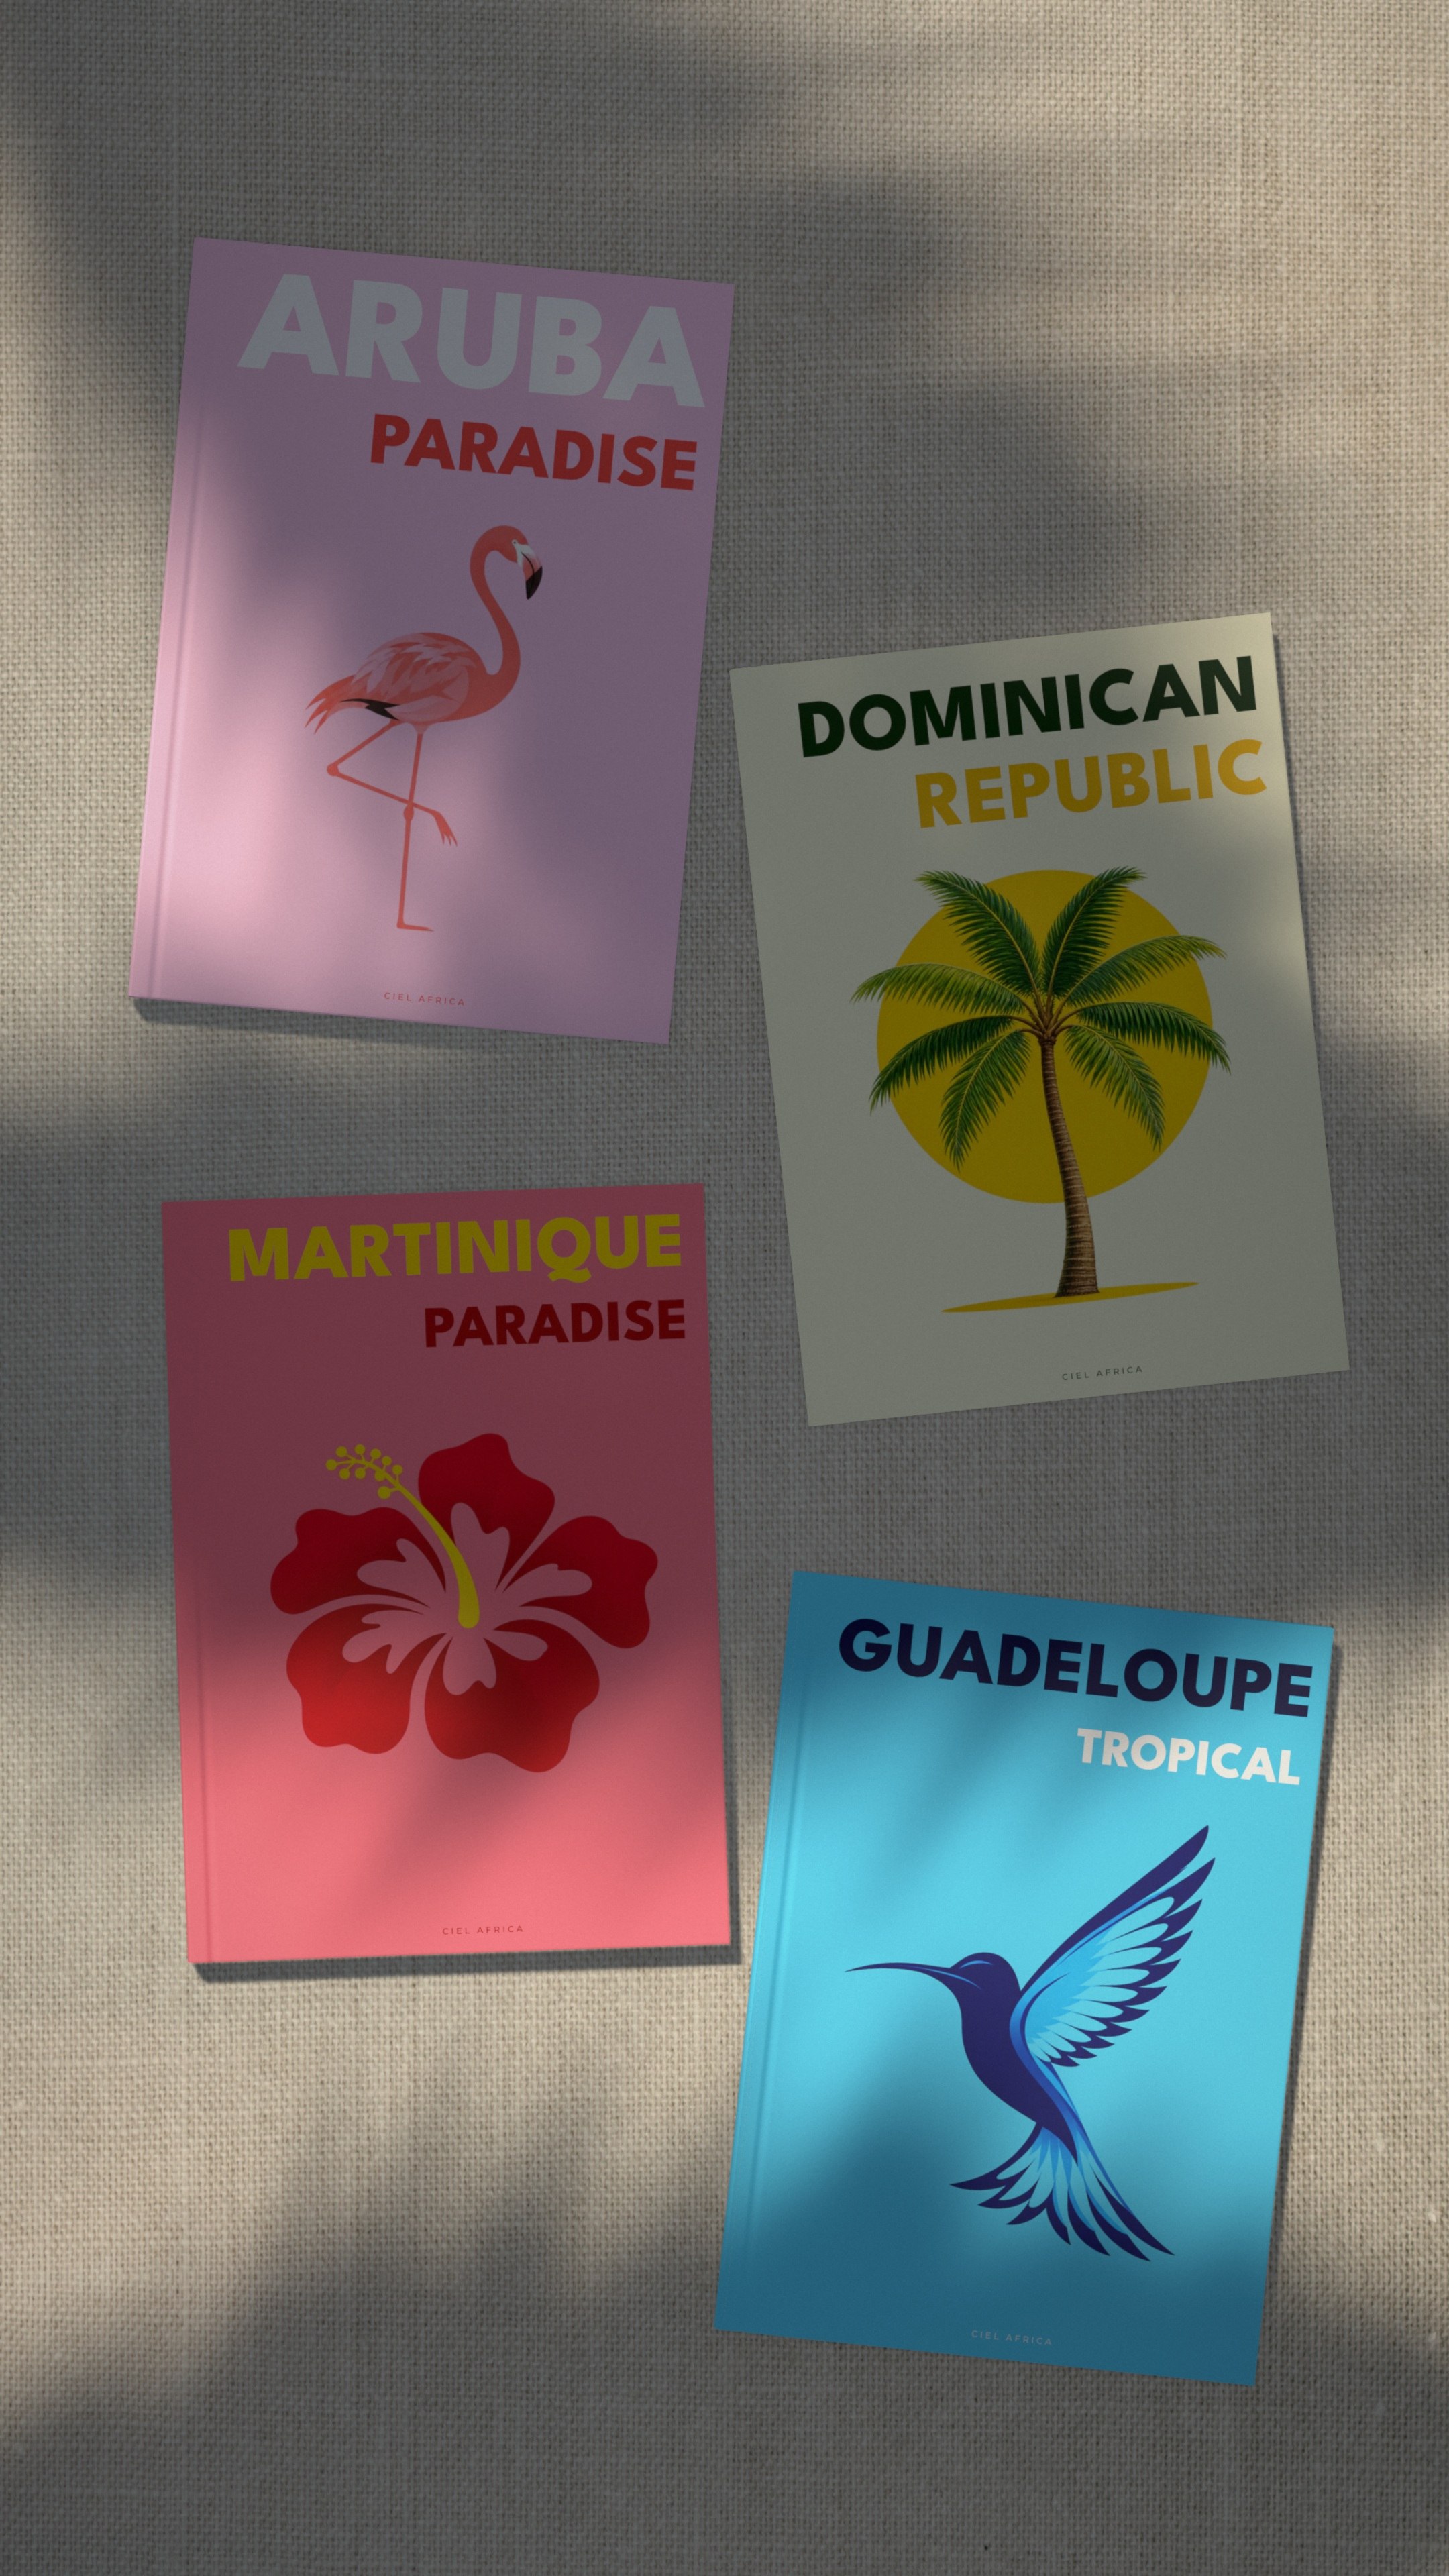 ARUBA
PARADISE
CIEL AFRICA
DOMINICAN
REPUBLIC
CIEL AFRICA
MARTINIQUE
PARADISE
CIEL AFRICA
GUADELOUPE
TROPICAL
CIEL AFRICA